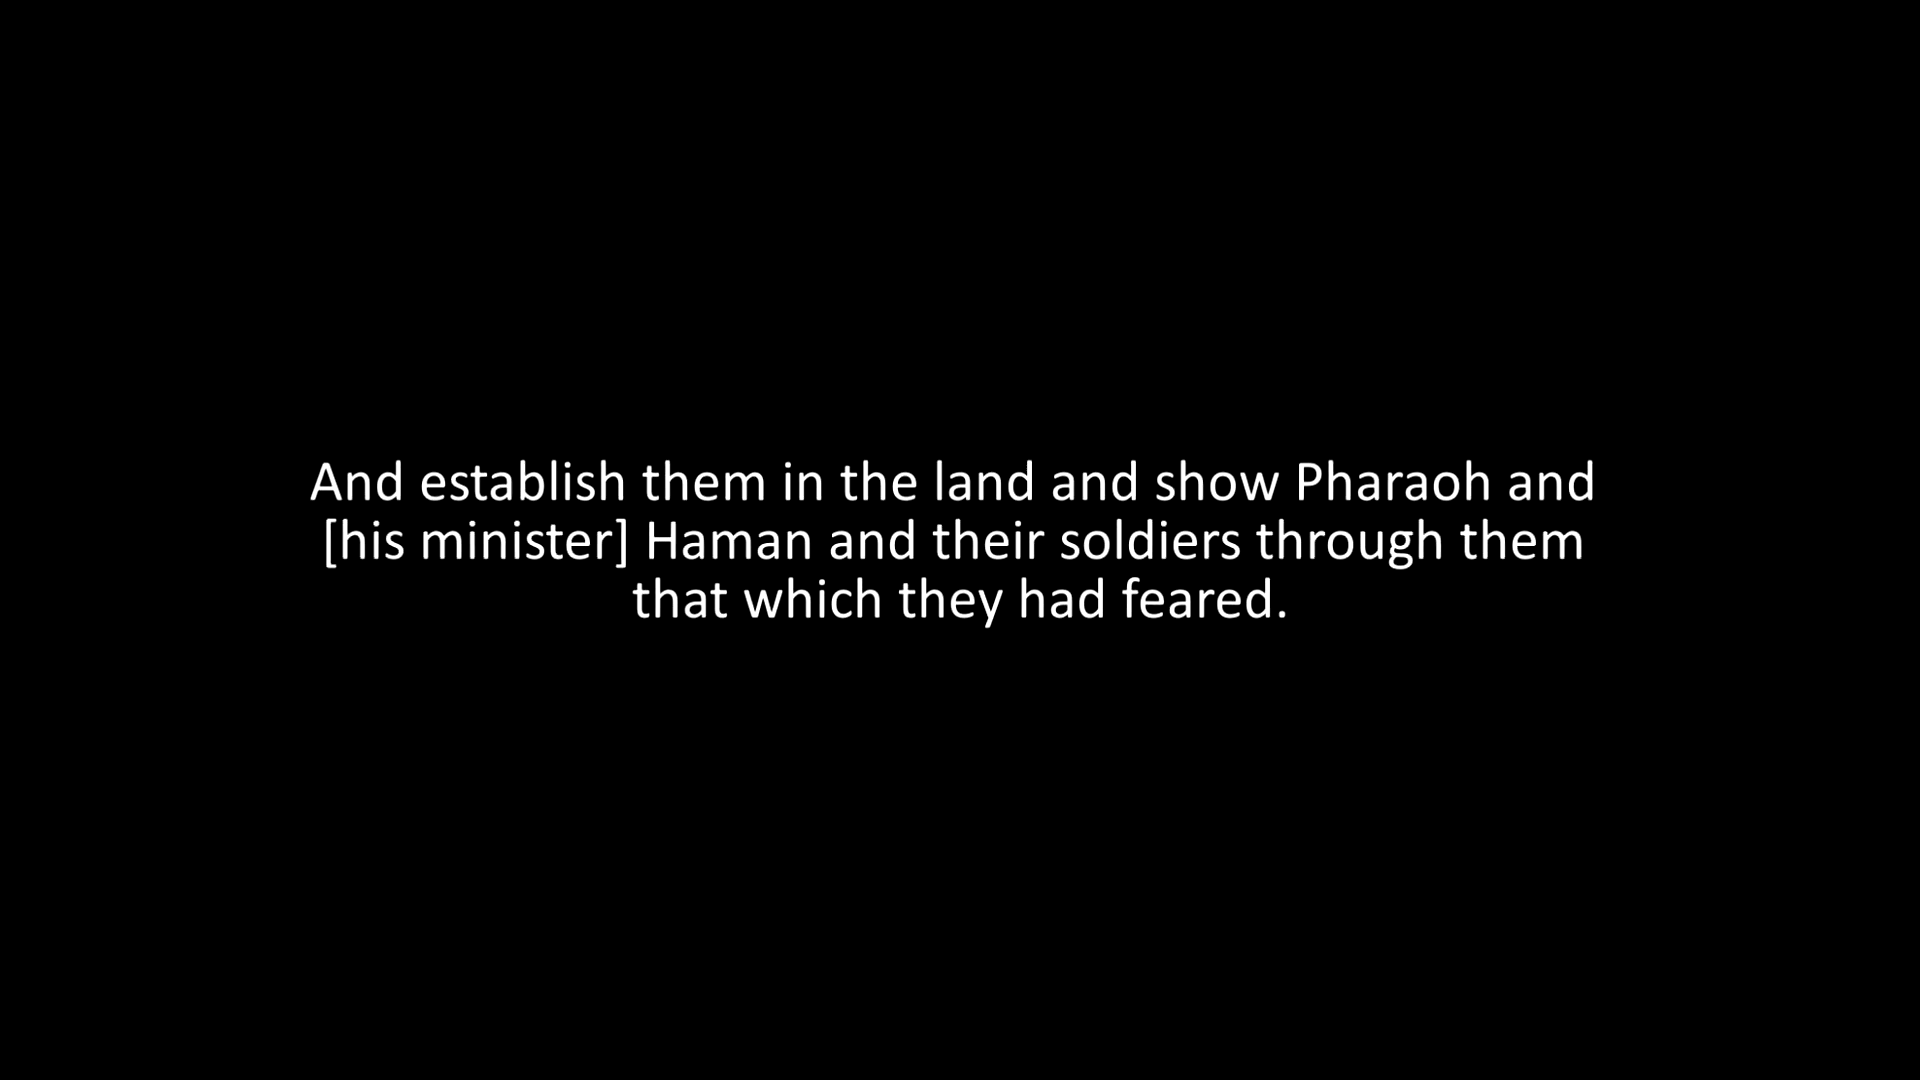 And establish them in the land and show Pharaoh and
[his minister] Haman and their soldiers through them
that which they had feared.